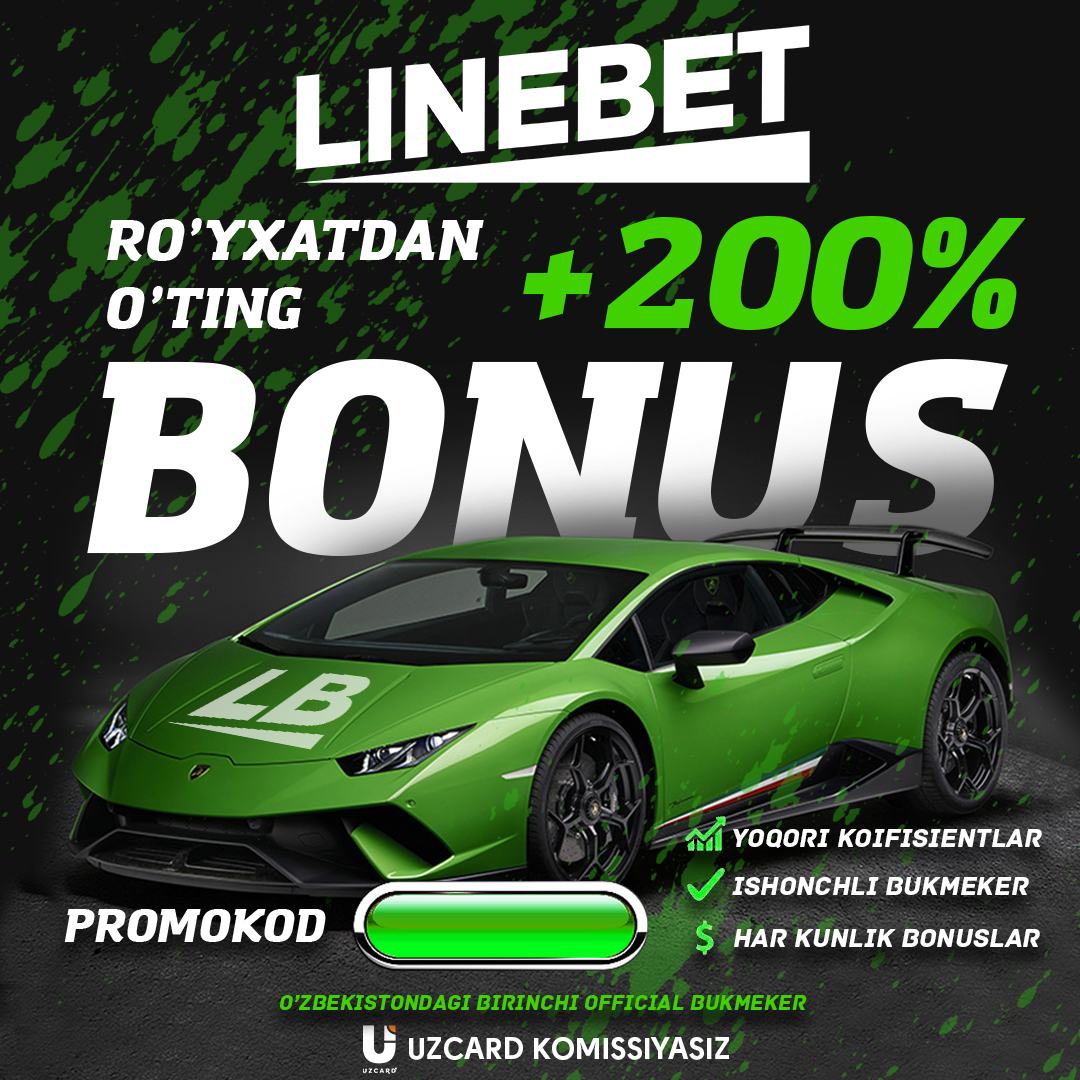 LINEBET
RO'YXATDAN
O'TING
+200%
BONUS
LB
YOQORI KOIFISIENTLAR
ISHONCHLI BUKMEKER
HAR KUNLIK BONUSLAR
PROMOKOD
O'ZBEKISTONDAGI BIRINCHI OFFICIAL BUKMEKER
UZCARD
UZCARD KOMISSIYASIZ